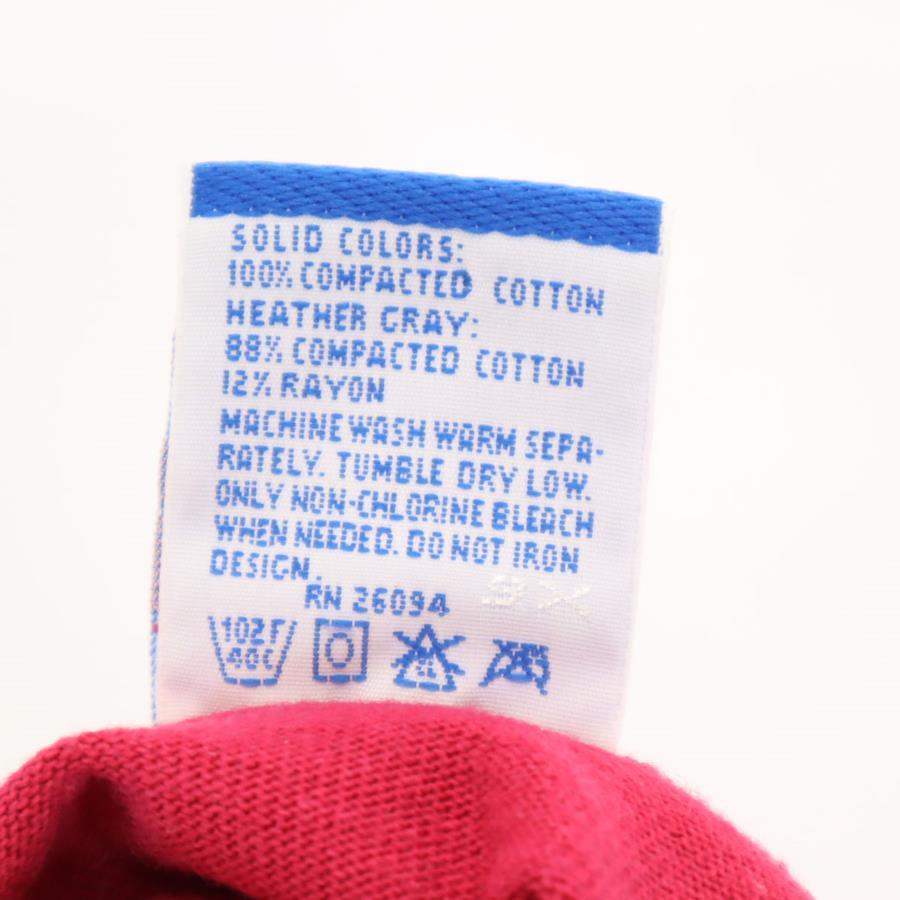 SOLID COLORS:
100% COMPACTED COTTON
HEATHER GRAY:
88% COMPACTED COTTON
12% RAYON
MACHINE WASH WARM SEPA-
RATELY. TUMBLE DRY LOW.
ONLY NON-CHLORINE BLEACH
WHEN NEEDED. DO NOT IRON
DESIGN.
RN 26094
102F
40C
CL